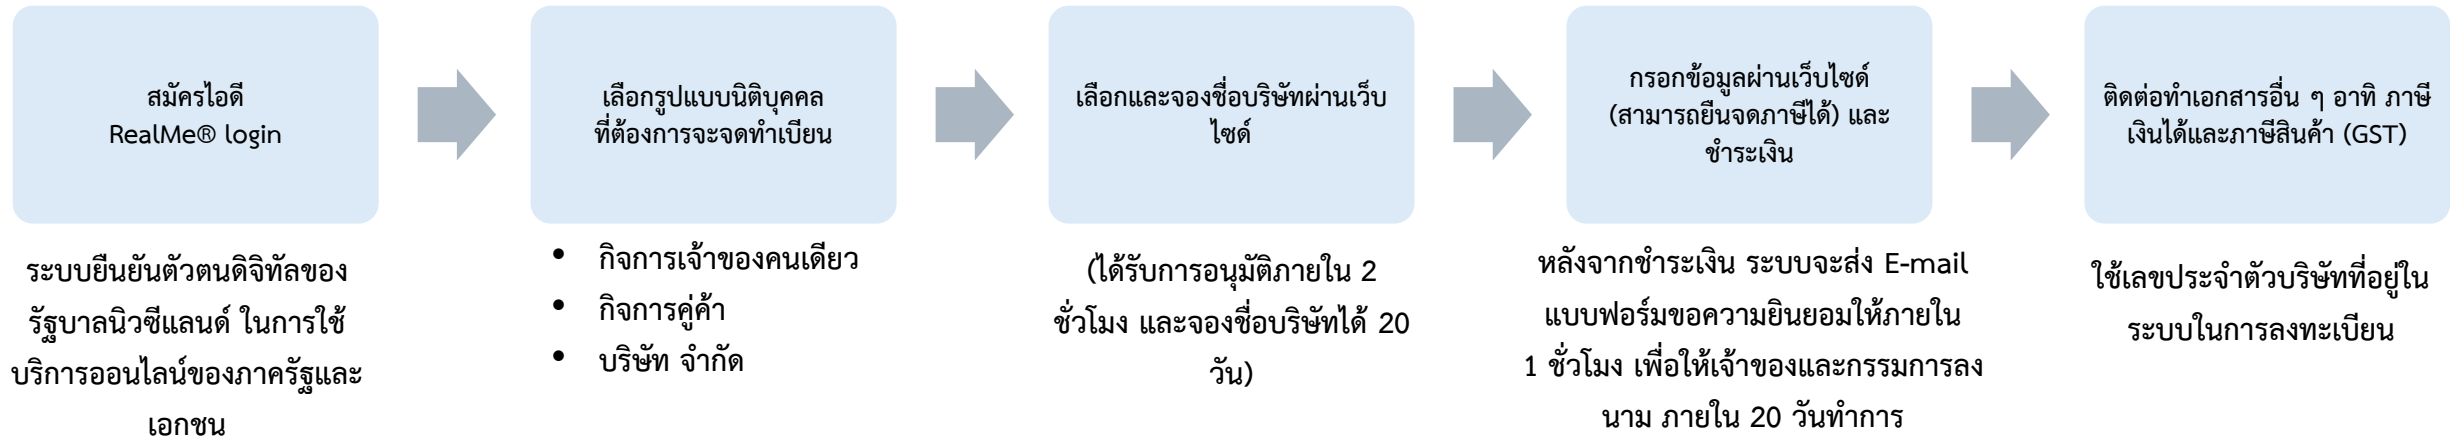 สมัครไอดี
RealMe® login
เลือกรูปแบบนิติบุคคล
ที่ต้องการจะจดทำเบียน
เลือกและจองชื่อบริษัทผ่านเว็บ
ไซด์
กรอกข้อมูลผ่านเว็บไซด์
(สามารถยืนจดภาษีได้) และ
ชำระเงิน
ติดต่อทำเอกสารอื่น ๆ อาทิ ภาษี
เงินได้และภาษีสินค้า (GST)
ระบบยืนยันตัวตนดิจิทัลของ
รัฐบาลนิวซีแลนด์ ในการใช้
บริการออนไลน์ของภาครัฐและ
เอกชน
• กิจการเจ้าของคนเดียว
• กิจการคู่ค้า
• บริษัท จำกัด
(ได้รับการอนุมัติภายใน 2
ชั่วโมง และจองชื่อบริษัทได้ 20
วัน)
หลังจากชำระเงิน ระบบจะส่ง E-mail
แบบฟอร์มขอความยินยอมให้ภายใน
1 ชั่วโมง เพื่อให้เจ้าของและกรรมการลง
นาม ภายใน 20 วันทำการ
ใช้เลขประจำตัวบริษัทที่อยู่ใน
ระบบในการลงทะเบียน